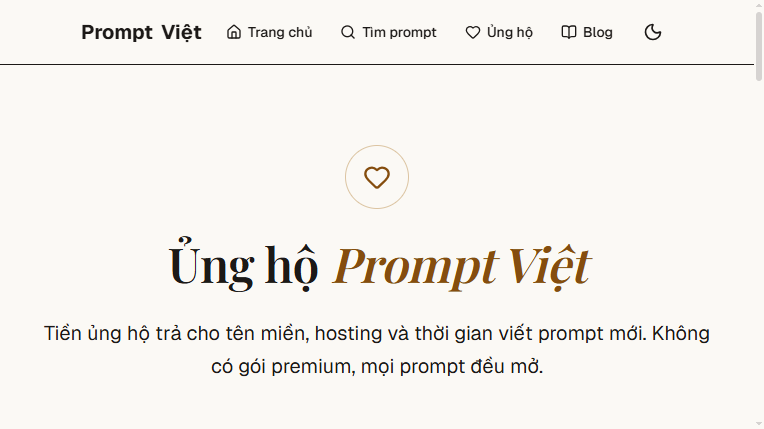 Prompt Việt Trang chủ Tìm prompt Ủng hộ Blog
Ủng hộ Prompt Việt
Tiền ủng hộ trả cho tên miền, hosting và thời gian viết prompt mới. Không
có gói premium, mọi prompt đều mở.